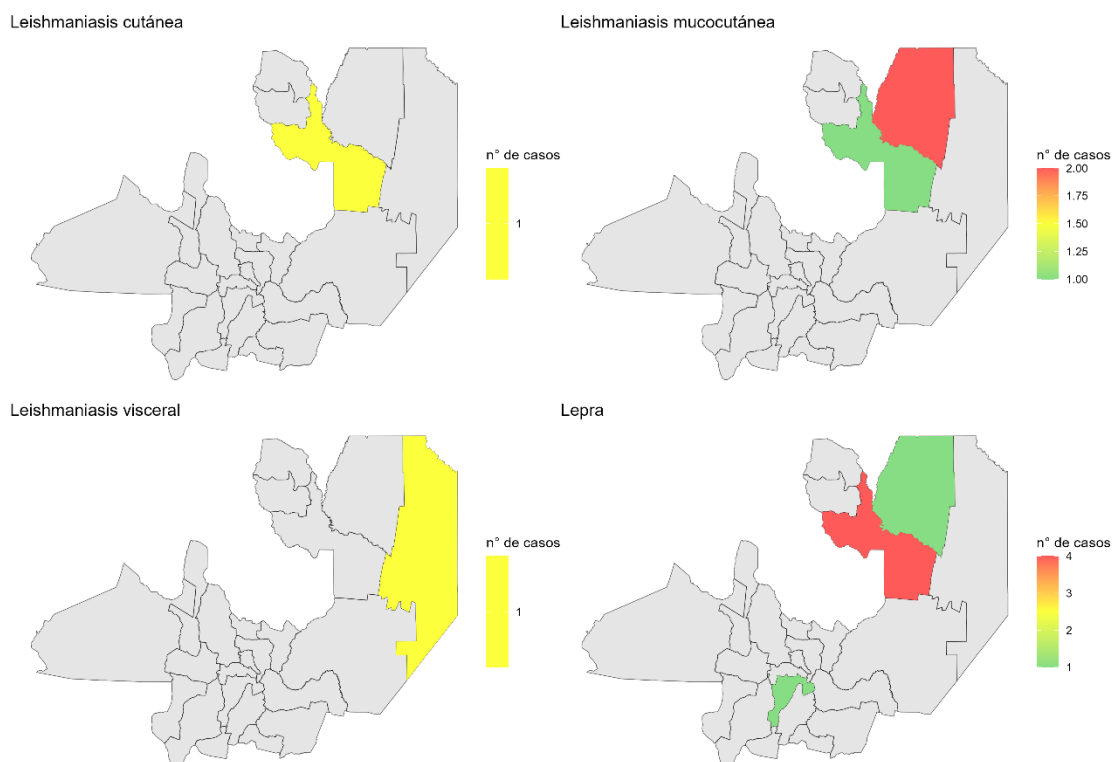 Leishmaniasis cutánea
n° de casos
1
Leishmaniasis mucocutánea
n° de casos
2.00
1.75
1.50
1.25
1.00
Leishmaniasis visceral
n° de casos
1
Lepra
n° de casos
4
3
2
1